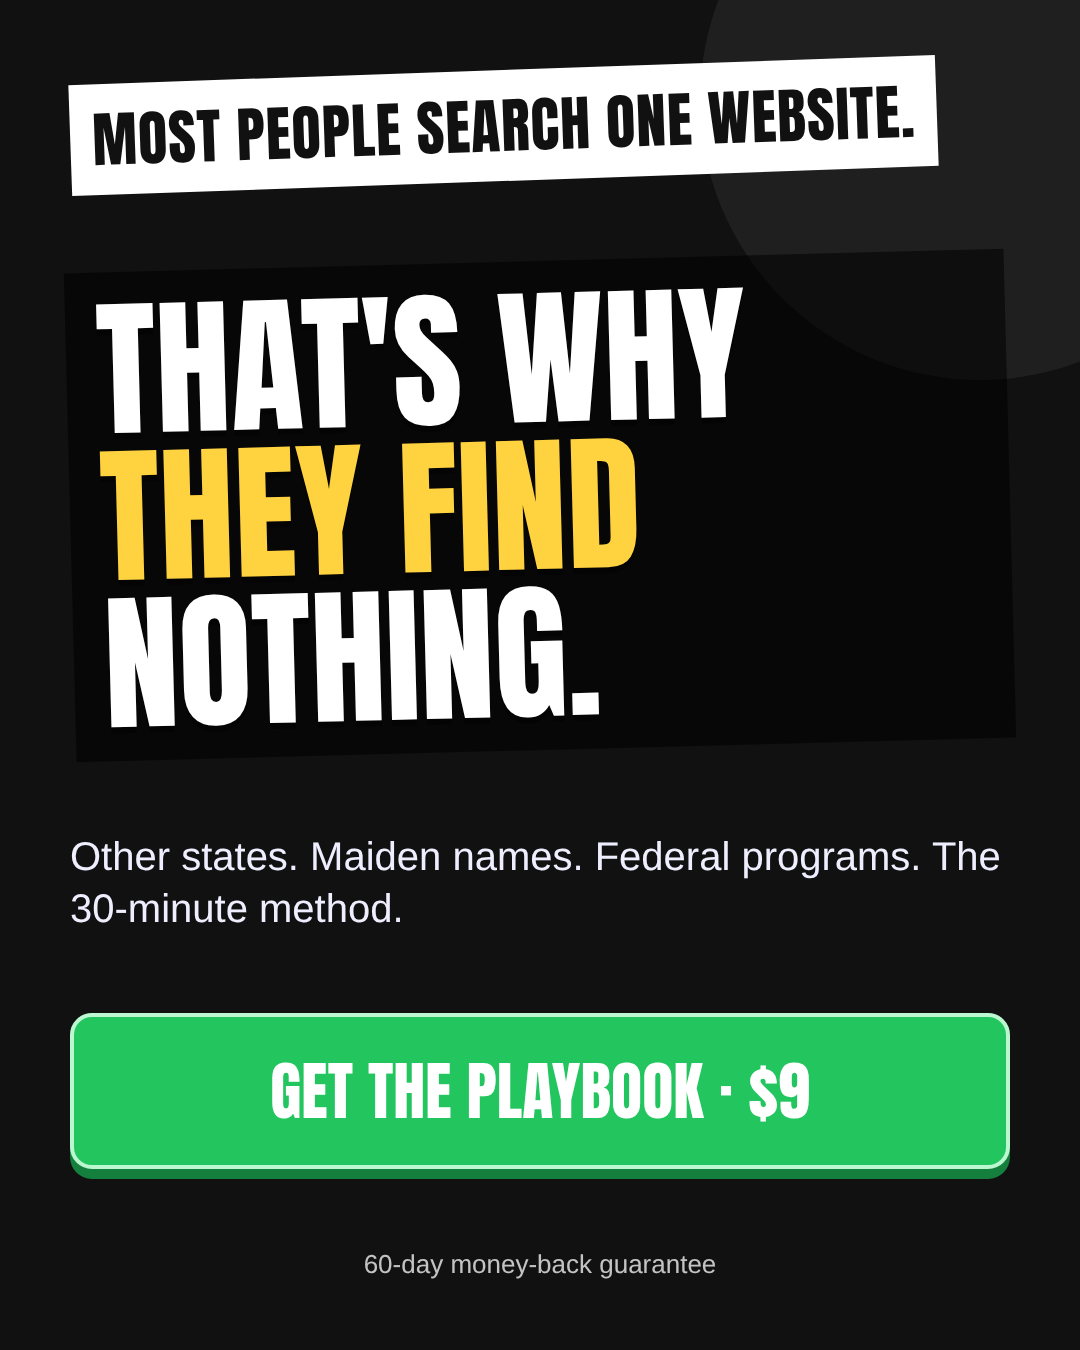 MOST PEOPLE SEARCH ONE WEBSITE.
THAT'S WHY
THEY FIND
NOTHING.
Other states. Maiden names. Federal programs. The
30-minute method.
GET THE PLAYBOOK · $9
60-day money-back guarantee